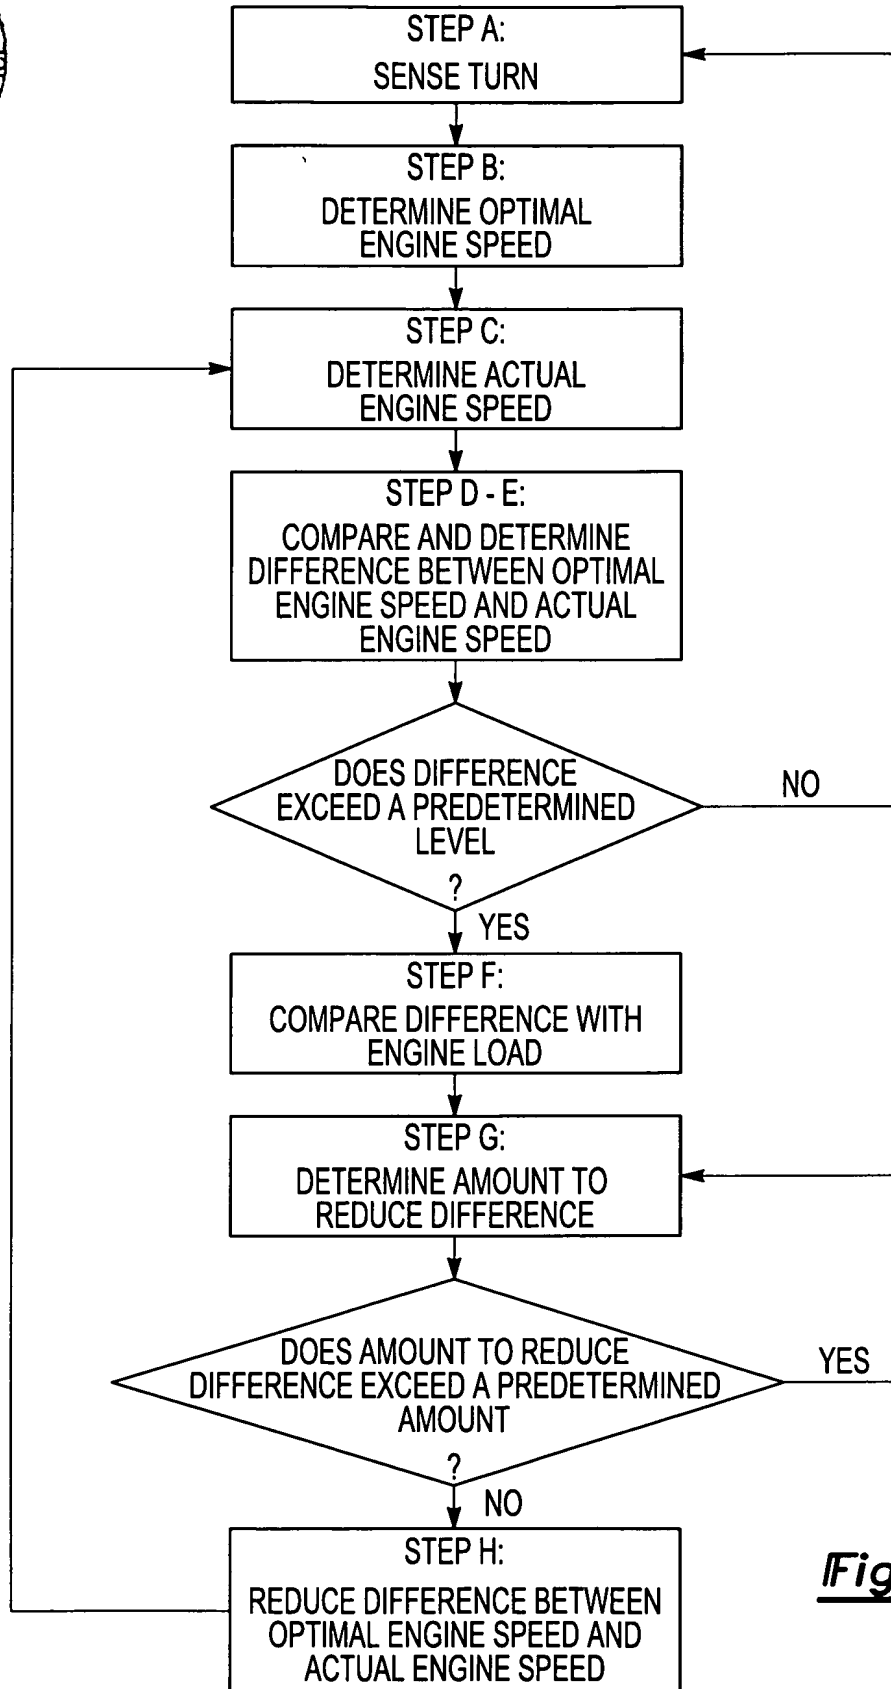 STEP A:
SENSE TURN
STEP B:
DETERMINE OPTIMAL
ENGINE SPEED
STEP C:
DETERMINE ACTUAL
ENGINE SPEED
STEP D - E:
COMPARE AND DETERMINE
DIFFERENCE BETWEEN OPTIMAL
ENGINE SPEED AND ACTUAL
ENGINE SPEED
DOES DIFFERENCE
EXCEED A PREDETERMINED
LEVEL
?
NO
YES
STEP F:
COMPARE DIFFERENCE WITH
ENGINE LOAD
STEP G:
DETERMINE AMOUNT TO
REDUCE DIFFERENCE
DOES AMOUNT TO REDUCE
DIFFERENCE EXCEED A PREDETERMINED
AMOUNT
?
YES
NO
STEP H:
REDUCE DIFFERENCE BETWEEN
OPTIMAL ENGINE SPEED AND
ACTUAL ENGINE SPEED
Fig